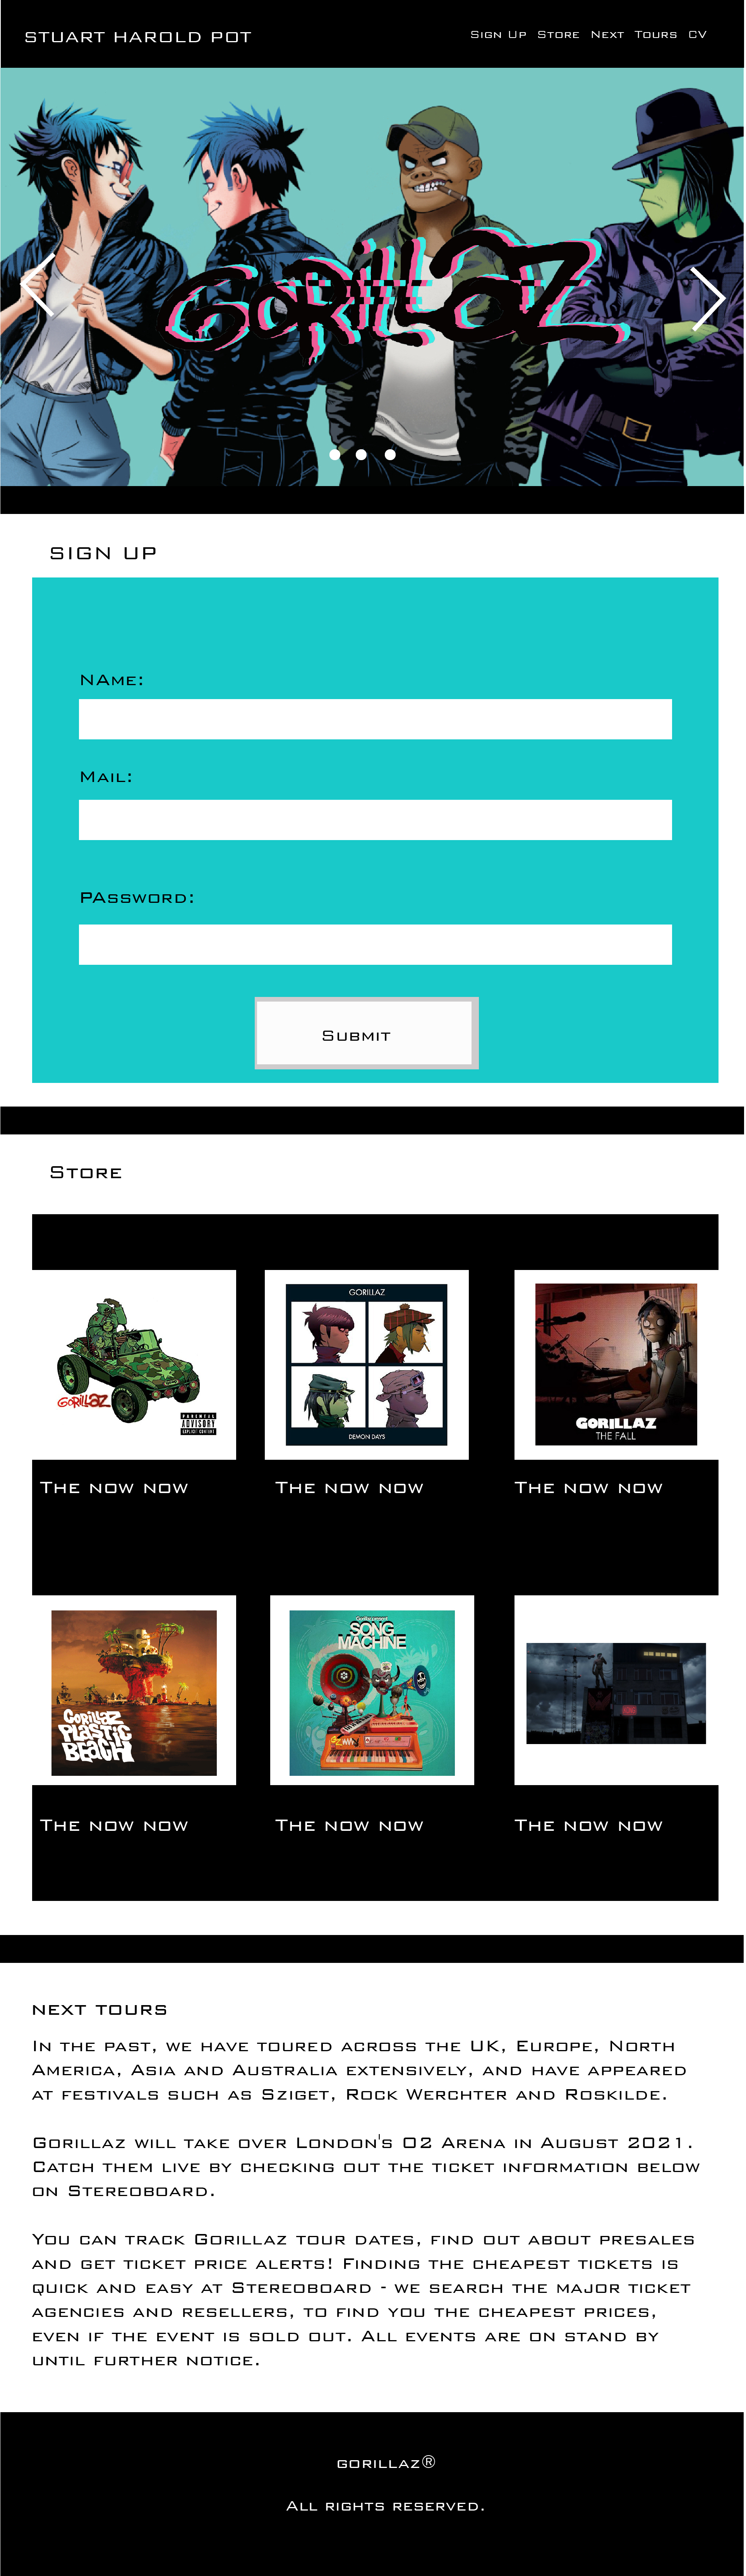 STUART HAROLD POT
Sign Up Store Next Tours CV
GORILLAZ
SIGN UP
NAme:
Mail:
PAssword:
Submit
Store
GORILLAZ
PARENTAL
ADVISORY
EXPLICIT CONTENT
GORILLAZ
DEMON DAYS
GORILLAZ
THE FALL
The now now
The now now
The now now
GORILLAZ
PLASTIC
BEACH
SONG
MACHINE
The now now
The now now
The now now
next tours
In the past, we have toured across the UK, Europe, North
America, Asia and Australia extensively, and have appeared
at festivals such as Sziget, Rock Werchter and Roskilde.
Gorillaz will take over London's O2 Arena in August 2021.
Catch them live by checking out the ticket information below
on Stereoboard.
You can track Gorillaz tour dates, find out about presales
and get ticket price alerts! Finding the cheapest tickets is
quick and easy at Stereoboard - we search the major ticket
agencies and resellers, to find you the cheapest prices,
even if the event is sold out. All events are on stand by
until further notice.
gorillaz®
All rights reserved.